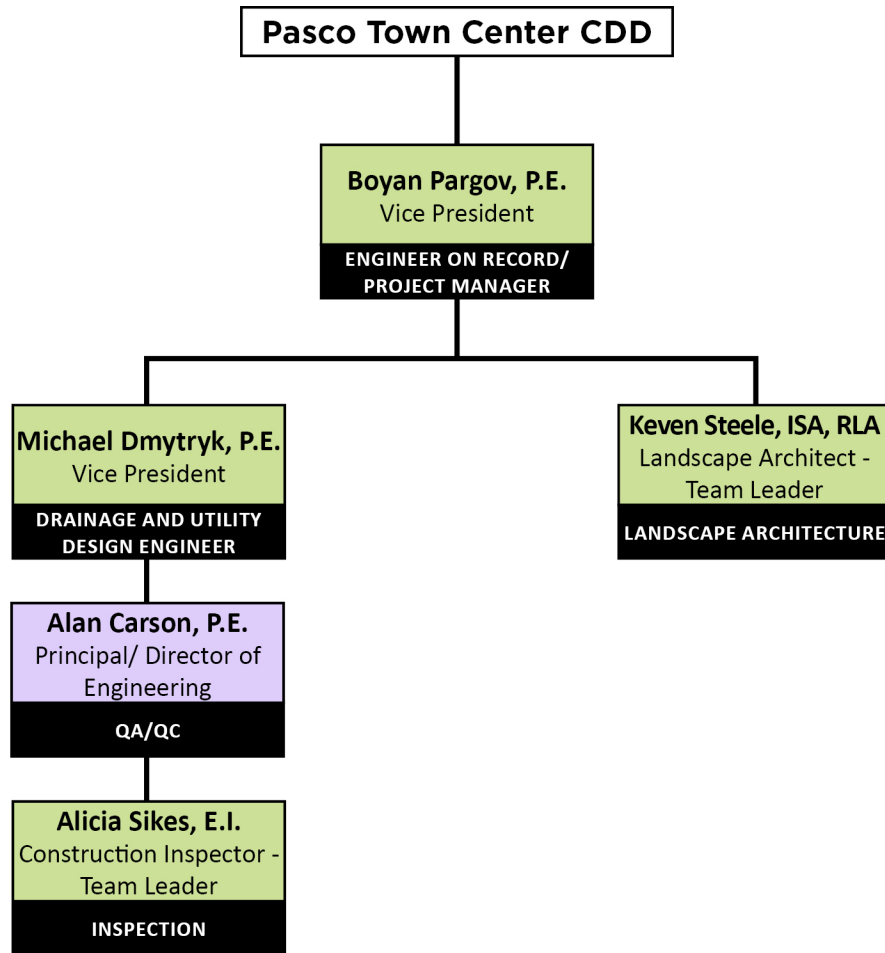 Pasco Town Center CDD
Boyan Pargov, P.E.
Vice President
ENGINEER ON RECORD/
PROJECT MANAGER
Michael Dmytryk, P.E.
Vice President
DRAINAGE AND UTILITY
DESIGN ENGINEER
Keven Steele, ISA, RLA
Landscape Architect -
Team Leader
LANDSCAPE ARCHITECTURE
Alan Carson, P.E.
Principal/ Director of
Engineering
QA/QC
Alicia Sikes, E.I.
Construction Inspector -
Team Leader
INSPECTION